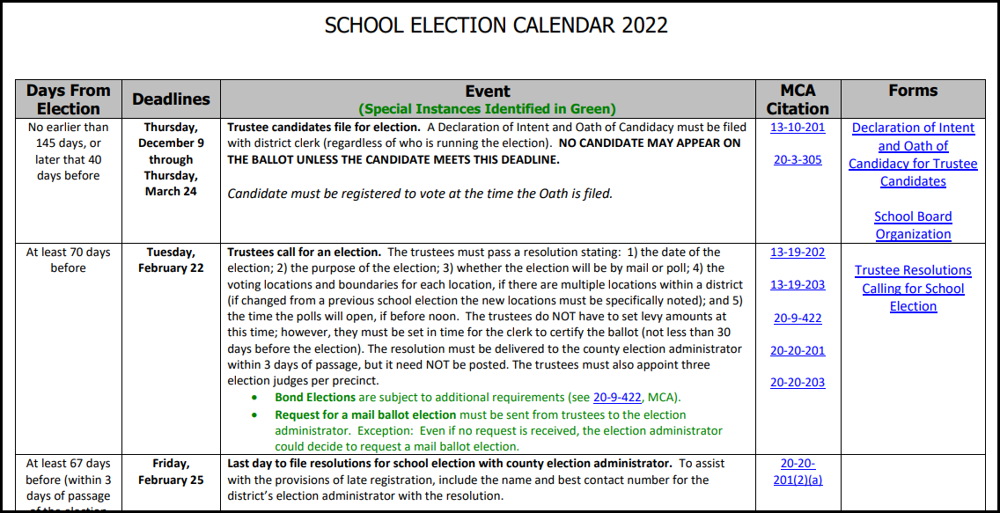 SCHOOL ELECTION CALENDAR 2022
Days From
Election
Deadlines
Event
(Special Instances Identified in Green)
MCA
Citation
Forms
No earlier than
145 days, or
later that 40
days before
Thursday,
December 9
through
Thursday,
March 24
Trustee candidates file for election. A Declaration of Intent and Oath of Candidacy must be filed
with district clerk (regardless of who is running the election). NO CANDIDATE MAY APPEAR ON
THE BALLOT UNLESS THE CANDIDATE MEETS THIS DEADLINE.
Candidate must be registered to vote at the time the Oath is filed.
13-10-201
20-3-305
Declaration of Intent
and Oath of
Candidacy for Trustee
Candidates
School Board
Organization
At least 70 days
before
Tuesday,
February 22
Trustees call for an election. The trustees must pass a resolution stating: 1) the date of the
election; 2) the purpose of the election; 3) whether the election will be by mail or poll; 4) the
voting locations and boundaries for each location, if there are multiple locations within a district
(if changed from a previous school election the new locations must be specifically noted); and 5)
the time the polls will open, if before noon. The trustees do NOT have to set levy amounts at
this time; however, they must be set in time for the clerk to certify the ballot (not less than 30
days before the election). The resolution must be delivered to the county election administrator
within 3 days of passage, but it need NOT be posted. The trustees must also appoint three
election judges per precinct.
• Bond Elections are subject to additional requirements (see 20-9-422, MCA).
• Request for a mail ballot election must be sent from trustees to the election
administrator. Exception: Even if no request is received, the election administrator
could decide to request a mail ballot election.
13-19-202
13-19-203
20-9-422
20-20-201
20-20-203
Trustee Resolutions
Calling for School
Election
At least 67 days
before (within 3
days of passage
of the election
Friday,
February 25
Last day to file resolutions for school election with county election administrator. To assist
with the provisions of late registration, include the name and best contact number for the
district's election administrator with the resolution.
20-20-
201(2)(a)